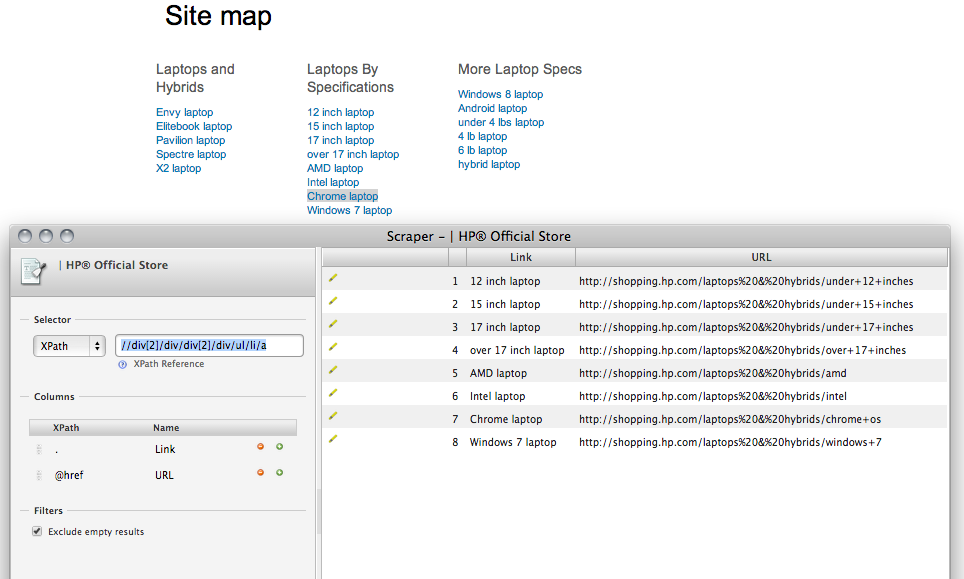 Site map
Laptops and
Hybrids
Envy laptop
Elitebook laptop
Pavilion laptop
Spectre laptop
X2 laptop
Laptops By
Specifications
12 inch laptop
15 inch laptop
17 inch laptop
over 17 inch laptop
AMD laptop
Intel laptop
Chrome laptop
Windows 7 laptop
More Laptop Specs
Windows 8 laptop
Android laptop
under 4 lbs laptop
4 lb laptop
6 lb laptop
hybrid laptop
Scraper - | HP® Official Store
| HP® Official Store
Selector
XPath //div[2]/div/div[2]/div/ul/li/a
? XPath Reference
Columns
XPath Name
. Link
@href URL
Filters
Exclude empty results
Link URL
1 12 inch laptop http://shopping.hp.com/laptops%20&%20hybrids/under+12+inches
2 15 inch laptop http://shopping.hp.com/laptops%20&%20hybrids/under+15+inches
3 17 inch laptop http://shopping.hp.com/laptops%20&%20hybrids/under+17+inches
4 over 17 inch laptop http://shopping.hp.com/laptops%20&%20hybrids/over+17+inches
5 AMD laptop http://shopping.hp.com/laptops%20&%20hybrids/amd
6 Intel laptop http://shopping.hp.com/laptops%20&%20hybrids/intel
7 Chrome laptop http://shopping.hp.com/laptops%20&%20hybrids/chrome+os
8 Windows 7 laptop http://shopping.hp.com/laptops%20&%20hybrids/windows+7